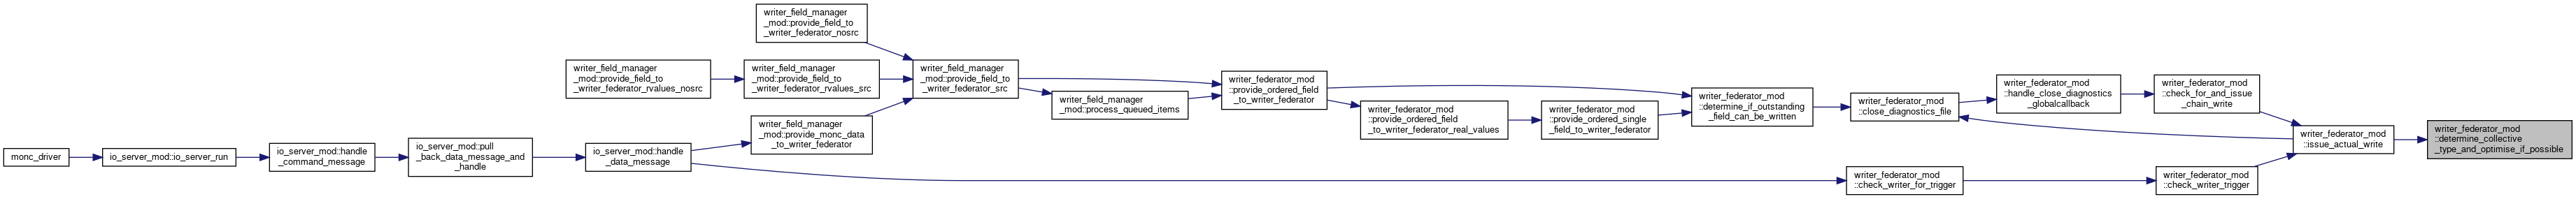 monc_driver
io_server_mod::io_server_run
io_server_mod::handle
_command_message
io_server_mod::pull
_back_data_message_and
_handle
io_server_mod::handle
_data_message
writer_field_manager
_mod::provide_field_to
_writer_federator_rvalues_nosrc
writer_field_manager
_mod::provide_field_to
_writer_federator_nosrc
writer_field_manager
_mod::provide_field_to
_writer_federator_rvalues_src
writer_field_manager
_mod::provide_monc_data
_to_writer_federator
writer_field_manager
_mod::provide_field_to
_writer_federator_src
writer_field_manager
_mod::process_queued_items
writer_federator_mod
::provide_ordered_field
_to_writer_federator
writer_federator_mod
::provide_ordered_field
_to_writer_federator_real_values
writer_federator_mod
::provide_ordered_single
_field_to_writer_federator
writer_federator_mod
::determine_if_outstanding
_field_can_be_written
writer_federator_mod
::close_diagnostics_file
writer_federator_mod
::check_writer_for_trigger
writer_federator_mod
::handle_close_diagnostics
_globalcallback
writer_federator_mod
::check_for_and_issue
_chain_write
writer_federator_mod
::check_writer_trigger
writer_federator_mod
::issue_actual_write
writer_federator_mod
::determine_collective
_type_and_optimise_if_possible